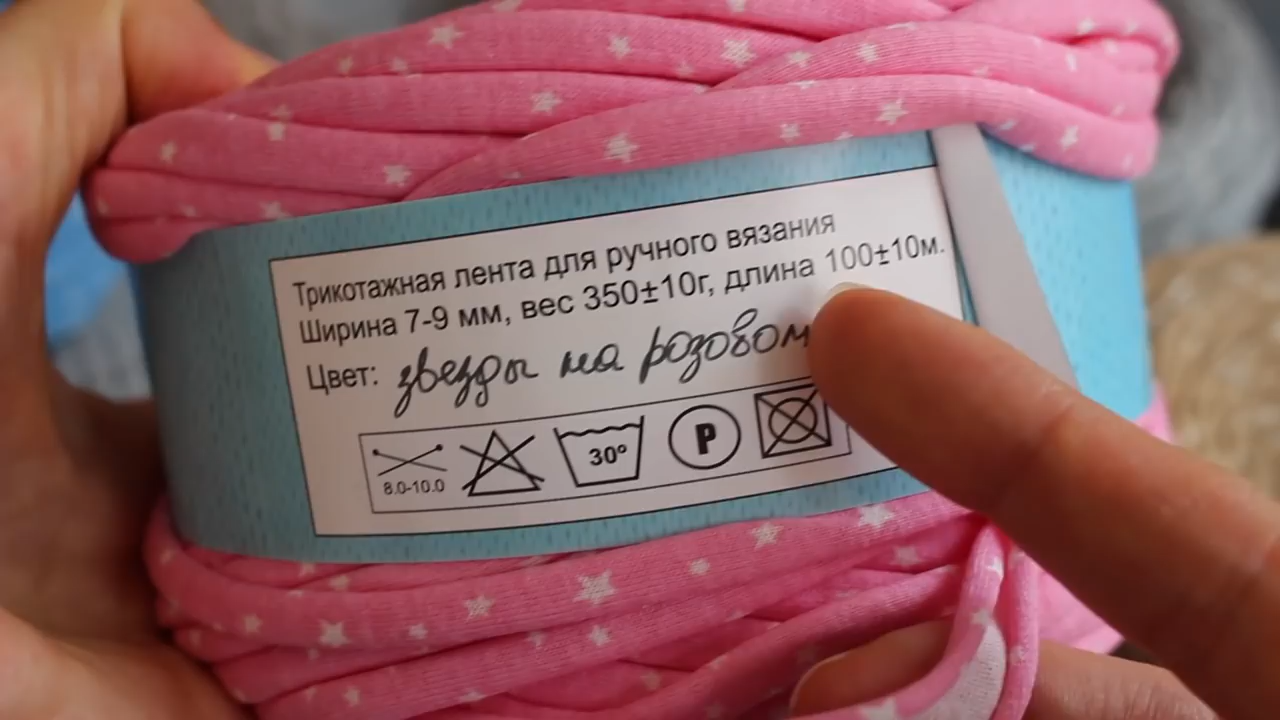 Трикотажная лента для ручного вязания
Ширина 7-9 мм, вес 350±10г, длина 100±10м.
Цвет: звезды на розовом
8.0-10.0
30°
P